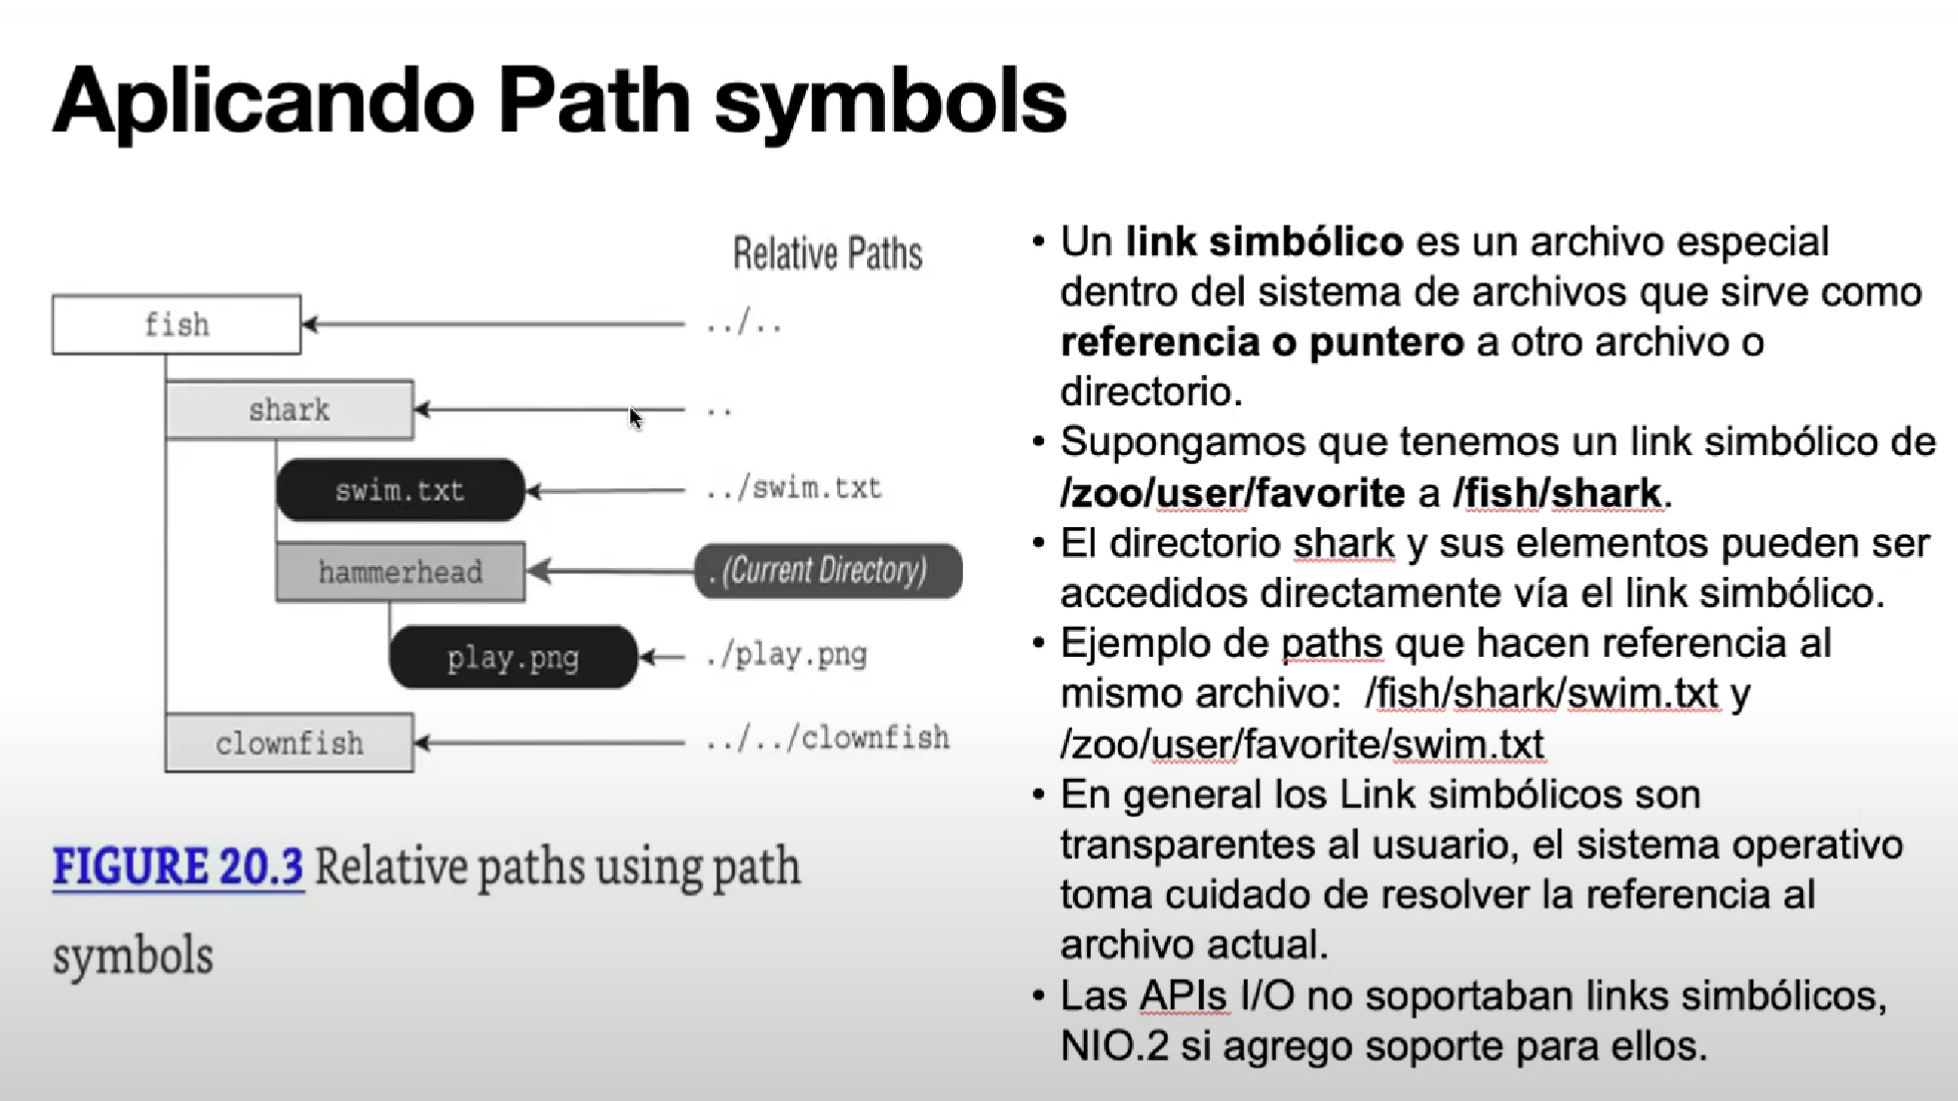 Aplicando Path symbols
Relative Paths
fish
../..
shark
..
swim.txt
../swim.txt
hammerhead
. (Current Directory)
play.png
./play.png
clownfish
../../clownfish
FIGURE 20.3 Relative paths using path
symbols
• Un link simbólico es un archivo especial
dentro del sistema de archivos que sirve como
referencia o puntero a otro archivo o
directorio.
• Supongamos que tenemos un link simbólico de
/zoo/user/favorite a /fish/shark.
• El directorio shark y sus elementos pueden ser
accedidos directamente vía el link simbólico.
• Ejemplo de paths que hacen referencia al
mismo archivo: /fish/shark/swim.txt y
/zoo/user/favorite/swim.txt
• En general los Link simbólicos son
transparentes al usuario, el sistema operativo
toma cuidado de resolver la referencia al
archivo actual.
• Las APIs I/O no soportaban links simbólicos,
NIO.2 si agrego soporte para ellos.